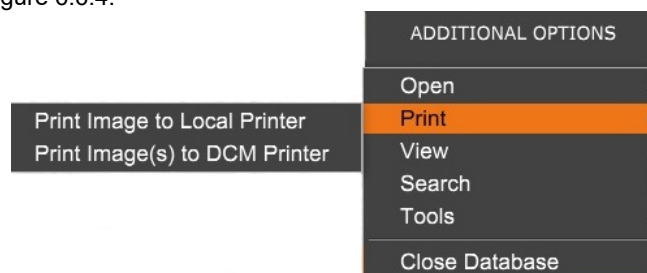 ADDITIONAL OPTIONS
Open
Print
Print Image to Local Printer
Print Image(s) to DCM Printer
View
Search
Tools
Close Database